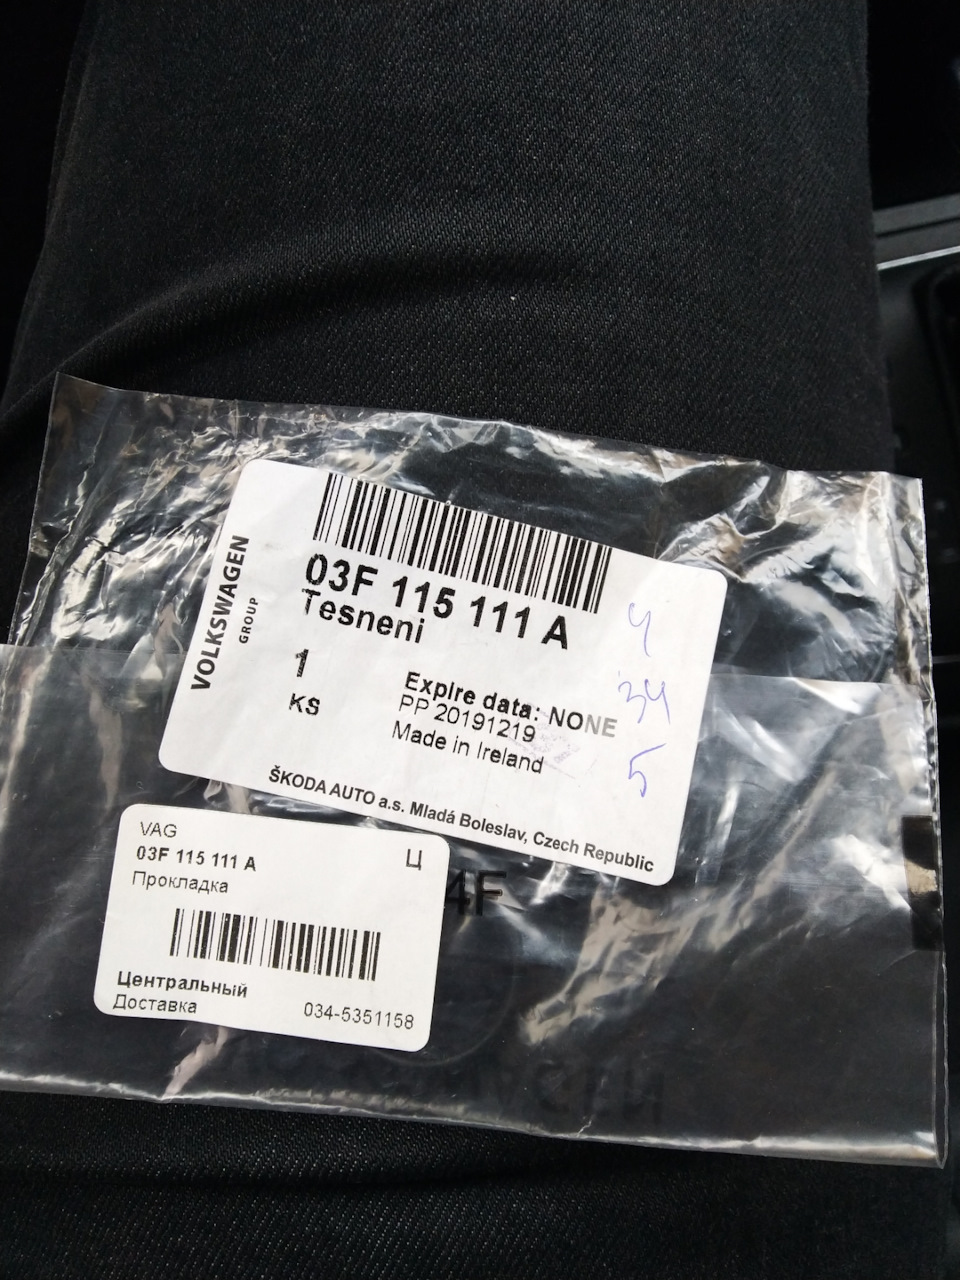 VOLKSWAGEN
GROUP
03F 115 111 A
Tesneni
1
KS
Expire data: NONE
PP 20191219
Made in Ireland
ŠKODA AUTO a.s. Mladá Boleslav, Czech Republic
34
5
VAG
03F 115 111 A
Ц
Прокладка
Центральный
Доставка
034-5351158
4F